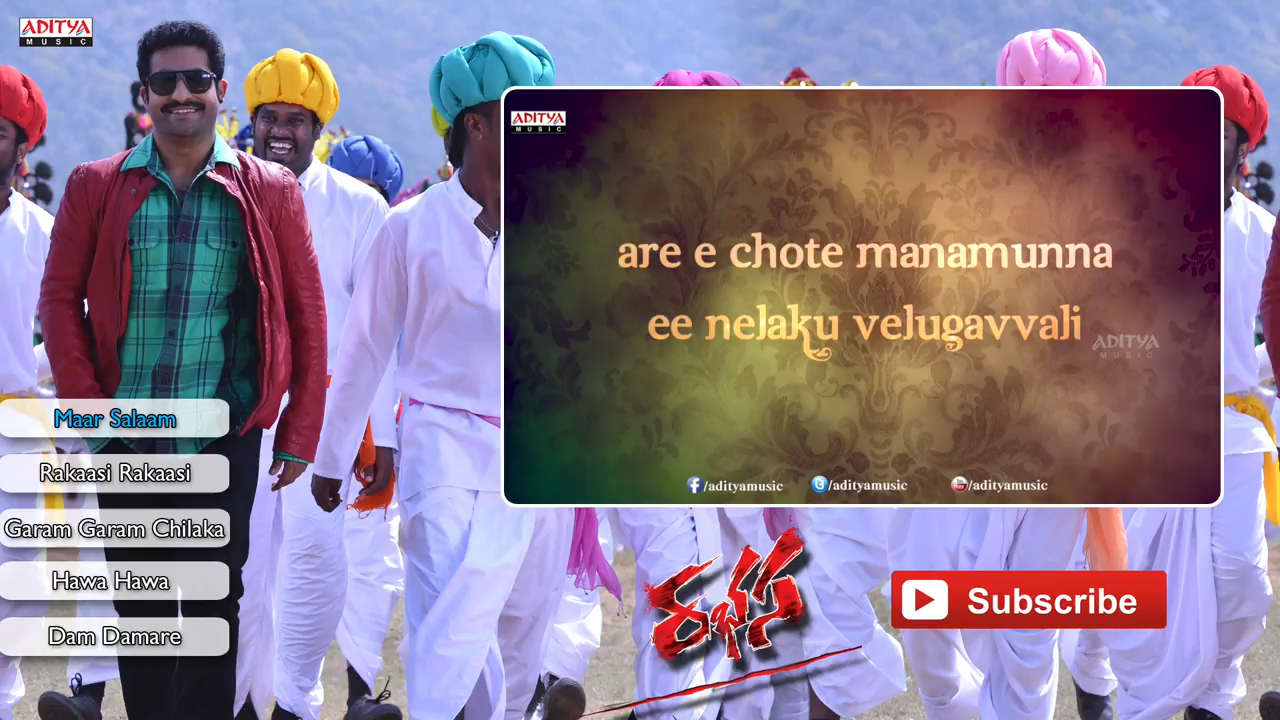 ADITYA
MUSIC
ADITYA
MUSIC
are e chote manamunna
ee nelaku velugavvali
ADITYA
MUSIC
/adityamusic /adityamusic /adityamusic
Maar Salaam
Rakaasi Rakaasi
Garam Garam Chilaka
Hawa Hawa
Dam Damare
రభస
Subscribe